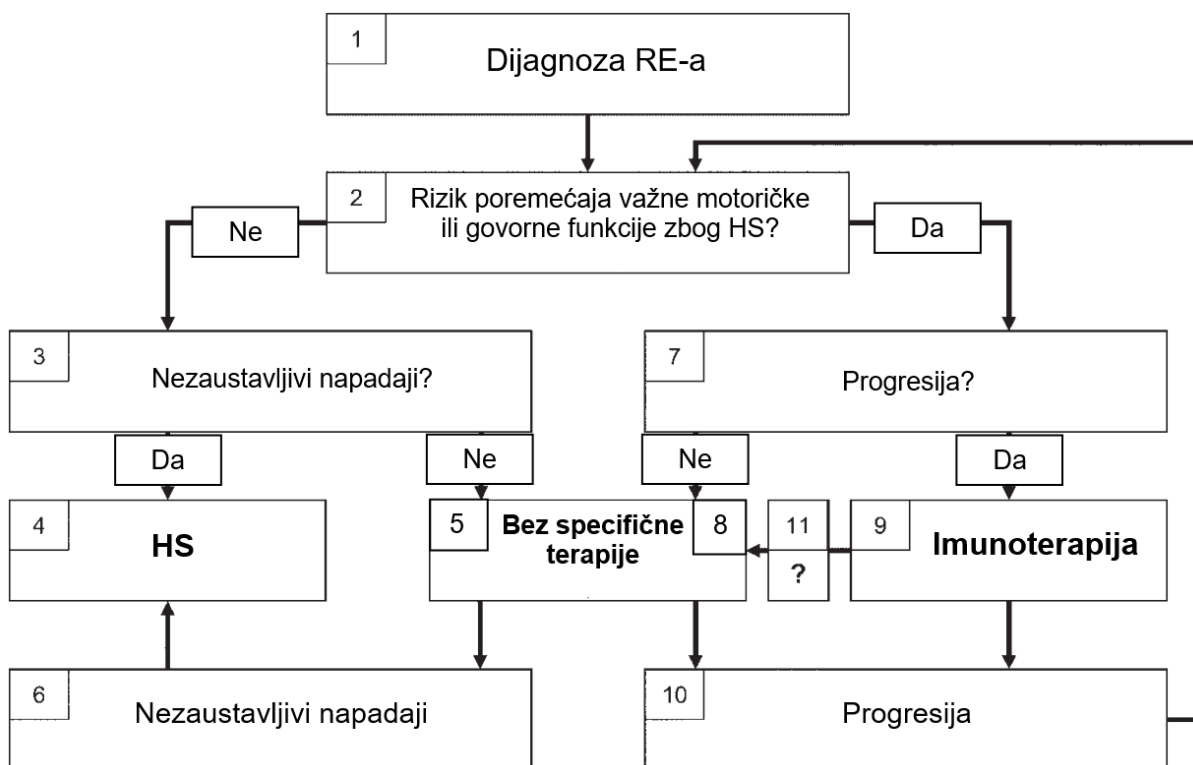 1
Dijagnoza RE-a
2
Rizik poremećaja važne motoričke
ili govorne funkcije zbog HS?
Ne
Da
3
Nezaustavljivi napadaji?
7
Progresija?
Da
Ne
Ne
Da
4
HS
5
Bez specifične
terapije
8
11
?
9
Imunoterapija
6
Nezaustavljivi napadaji
10
Progresija